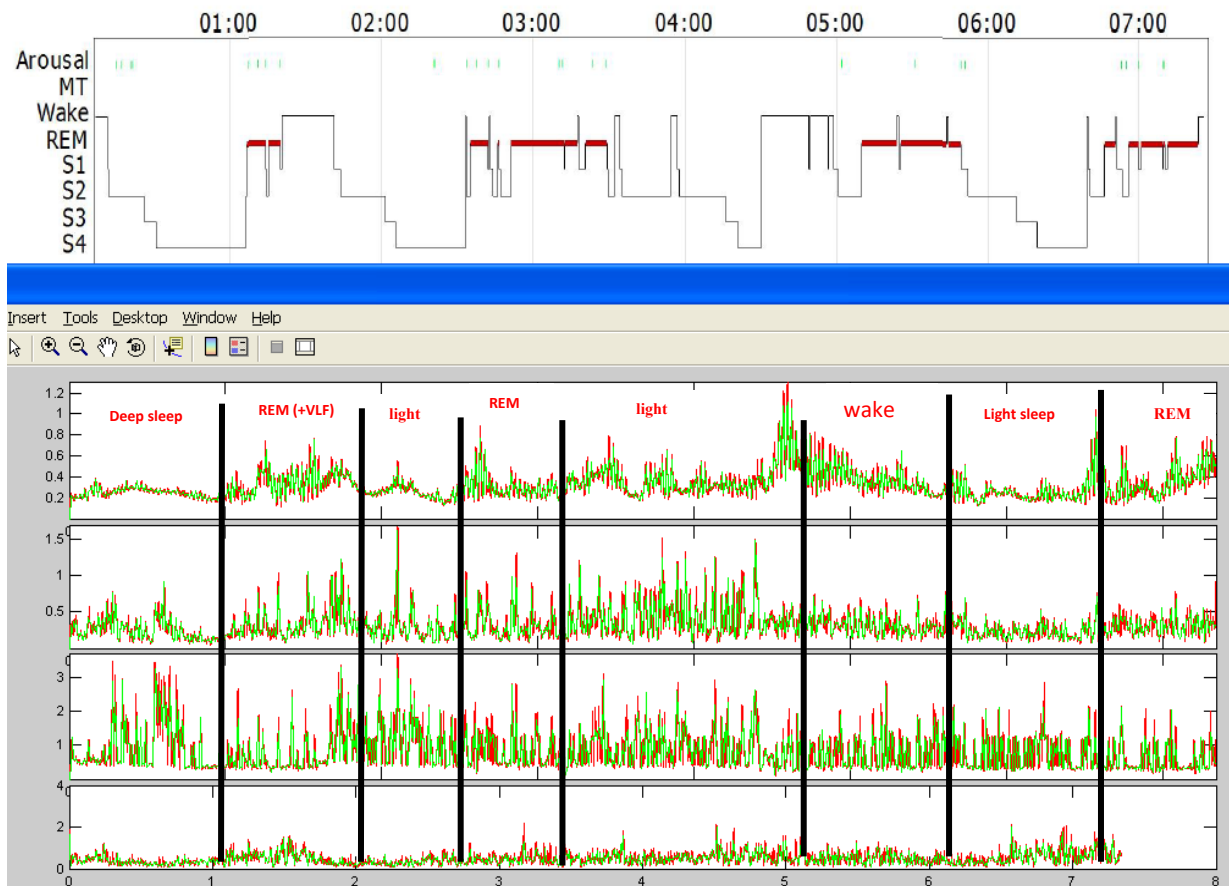 01:00 02:00 03:00 04:00 05:00 06:00 07:00
Arousal
MT
Wake
REM
S1
S2
S3
S4
Insert Tools Desktop Window Help
Deep sleep REM (+VLF) light REM light wake Light sleep REM
1.2
1
0.8
0.6
0.4
0.2
1.5
1
0.5
3
2
1
4
2
0
0 1 2 3 4 5 6 7 8